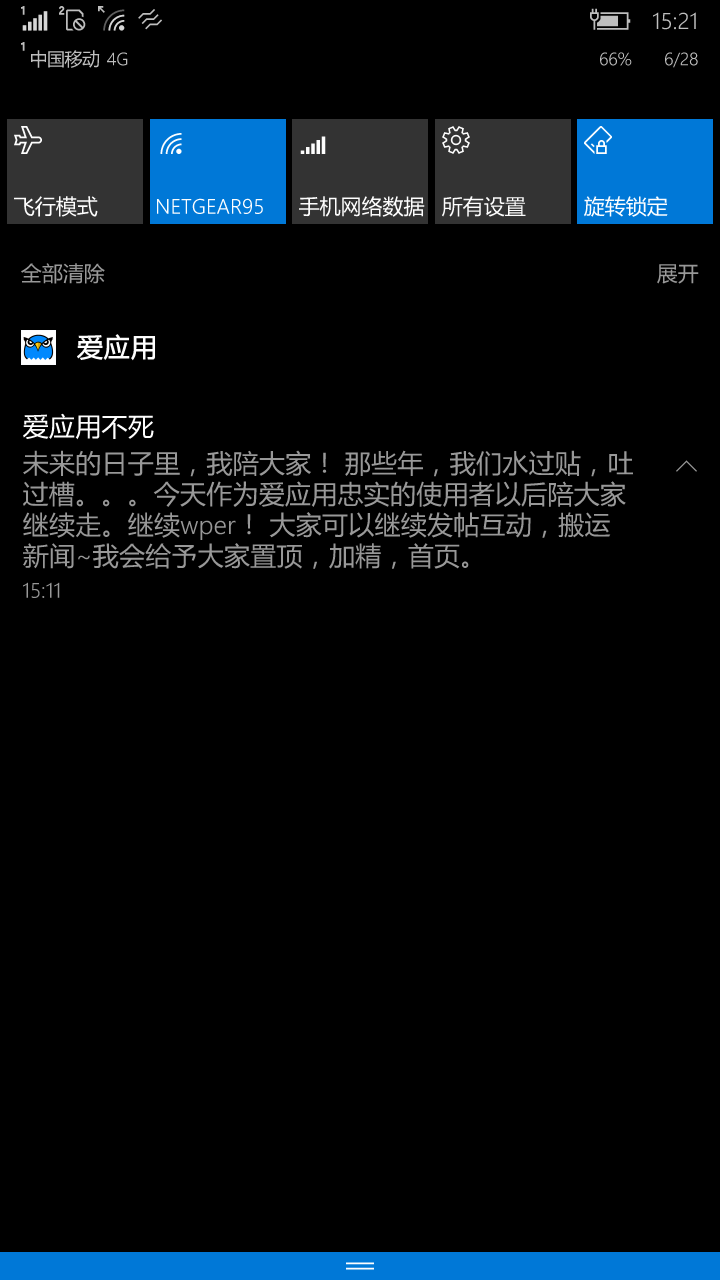 1 2 15:21
1 中国移动 4G 66% 6/28
飞行模式 NETGEAR95 手机网络数据 所有设置 旋转锁定
全部清除 展开
爱应用
爱应用不死
未来的日子里，我陪大家！ 那些年，我们水过贴，吐
过槽。。。今天作为爱应用忠实的使用者以后陪大家
继续走。继续wper！ 大家可以继续发帖互动，搬运
新闻~我会给予大家置顶，加精，首页。
15:11